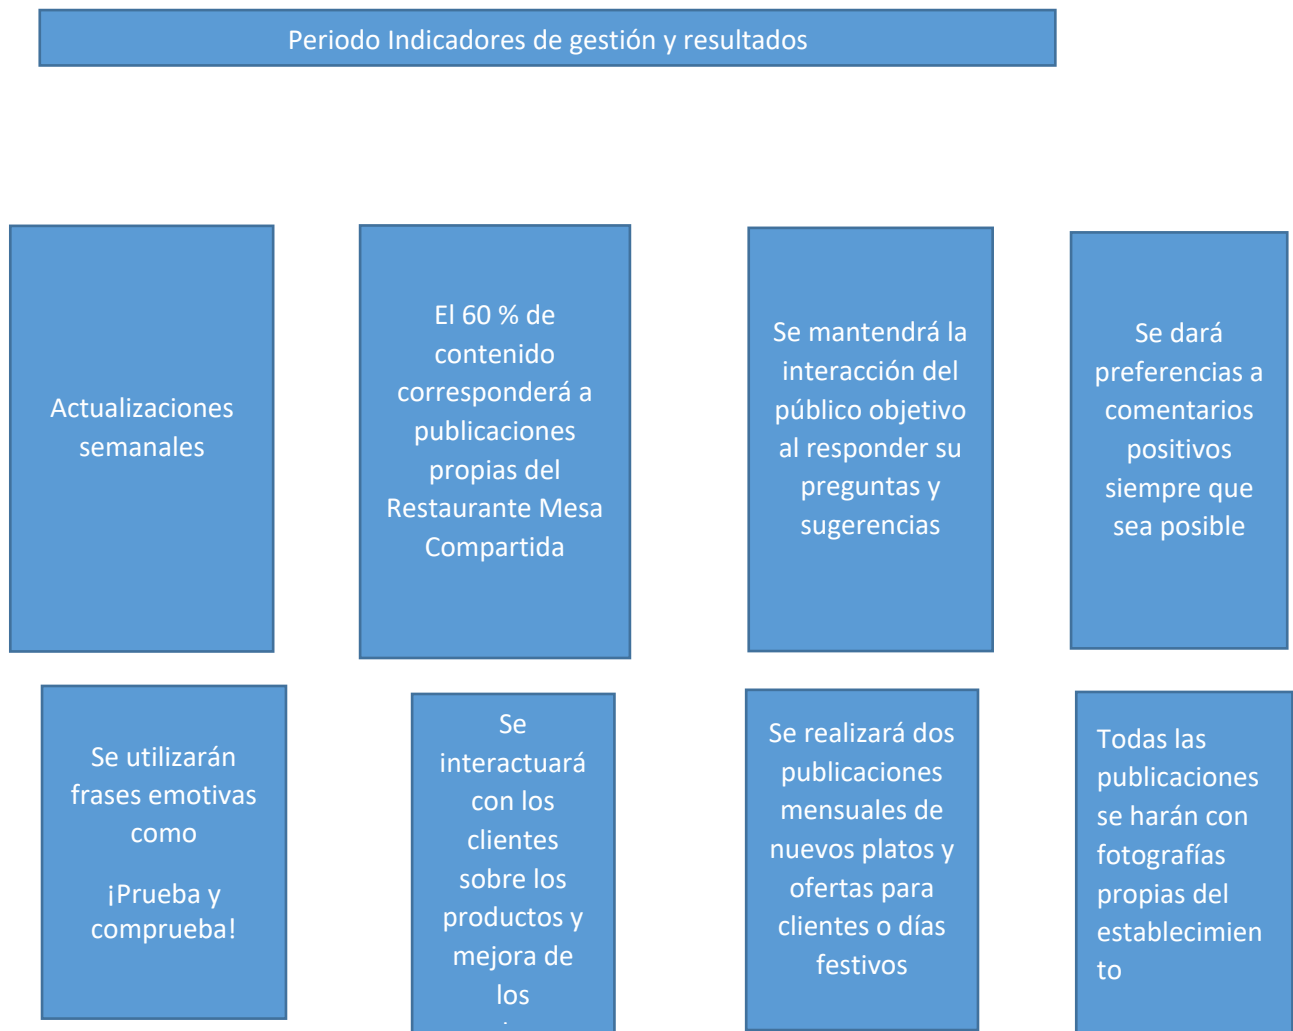 Periodo Indicadores de gestión y resultados
Actualizaciones
semanales
El 60 % de
contenido
corresponderá a
publicaciones
propias del
Restaurante Mesa
Compartida
Se mantendrá la
interacción del
público objetivo
al responder su
preguntas y
sugerencias
Se dará
preferencias a
comentarios
positivos
siempre que
sea posible
Se utilizarán
frases emotivas
como
¡Prueba y
comprueba!
Se
interactuará
con los
clientes
sobre los
productos y
mejora de
los
Se realizará dos
publicaciones
mensuales de
nuevos platos y
ofertas para
clientes o días
festivos
Todas las
publicaciones
se harán con
fotografías
propias del
establecimien
to